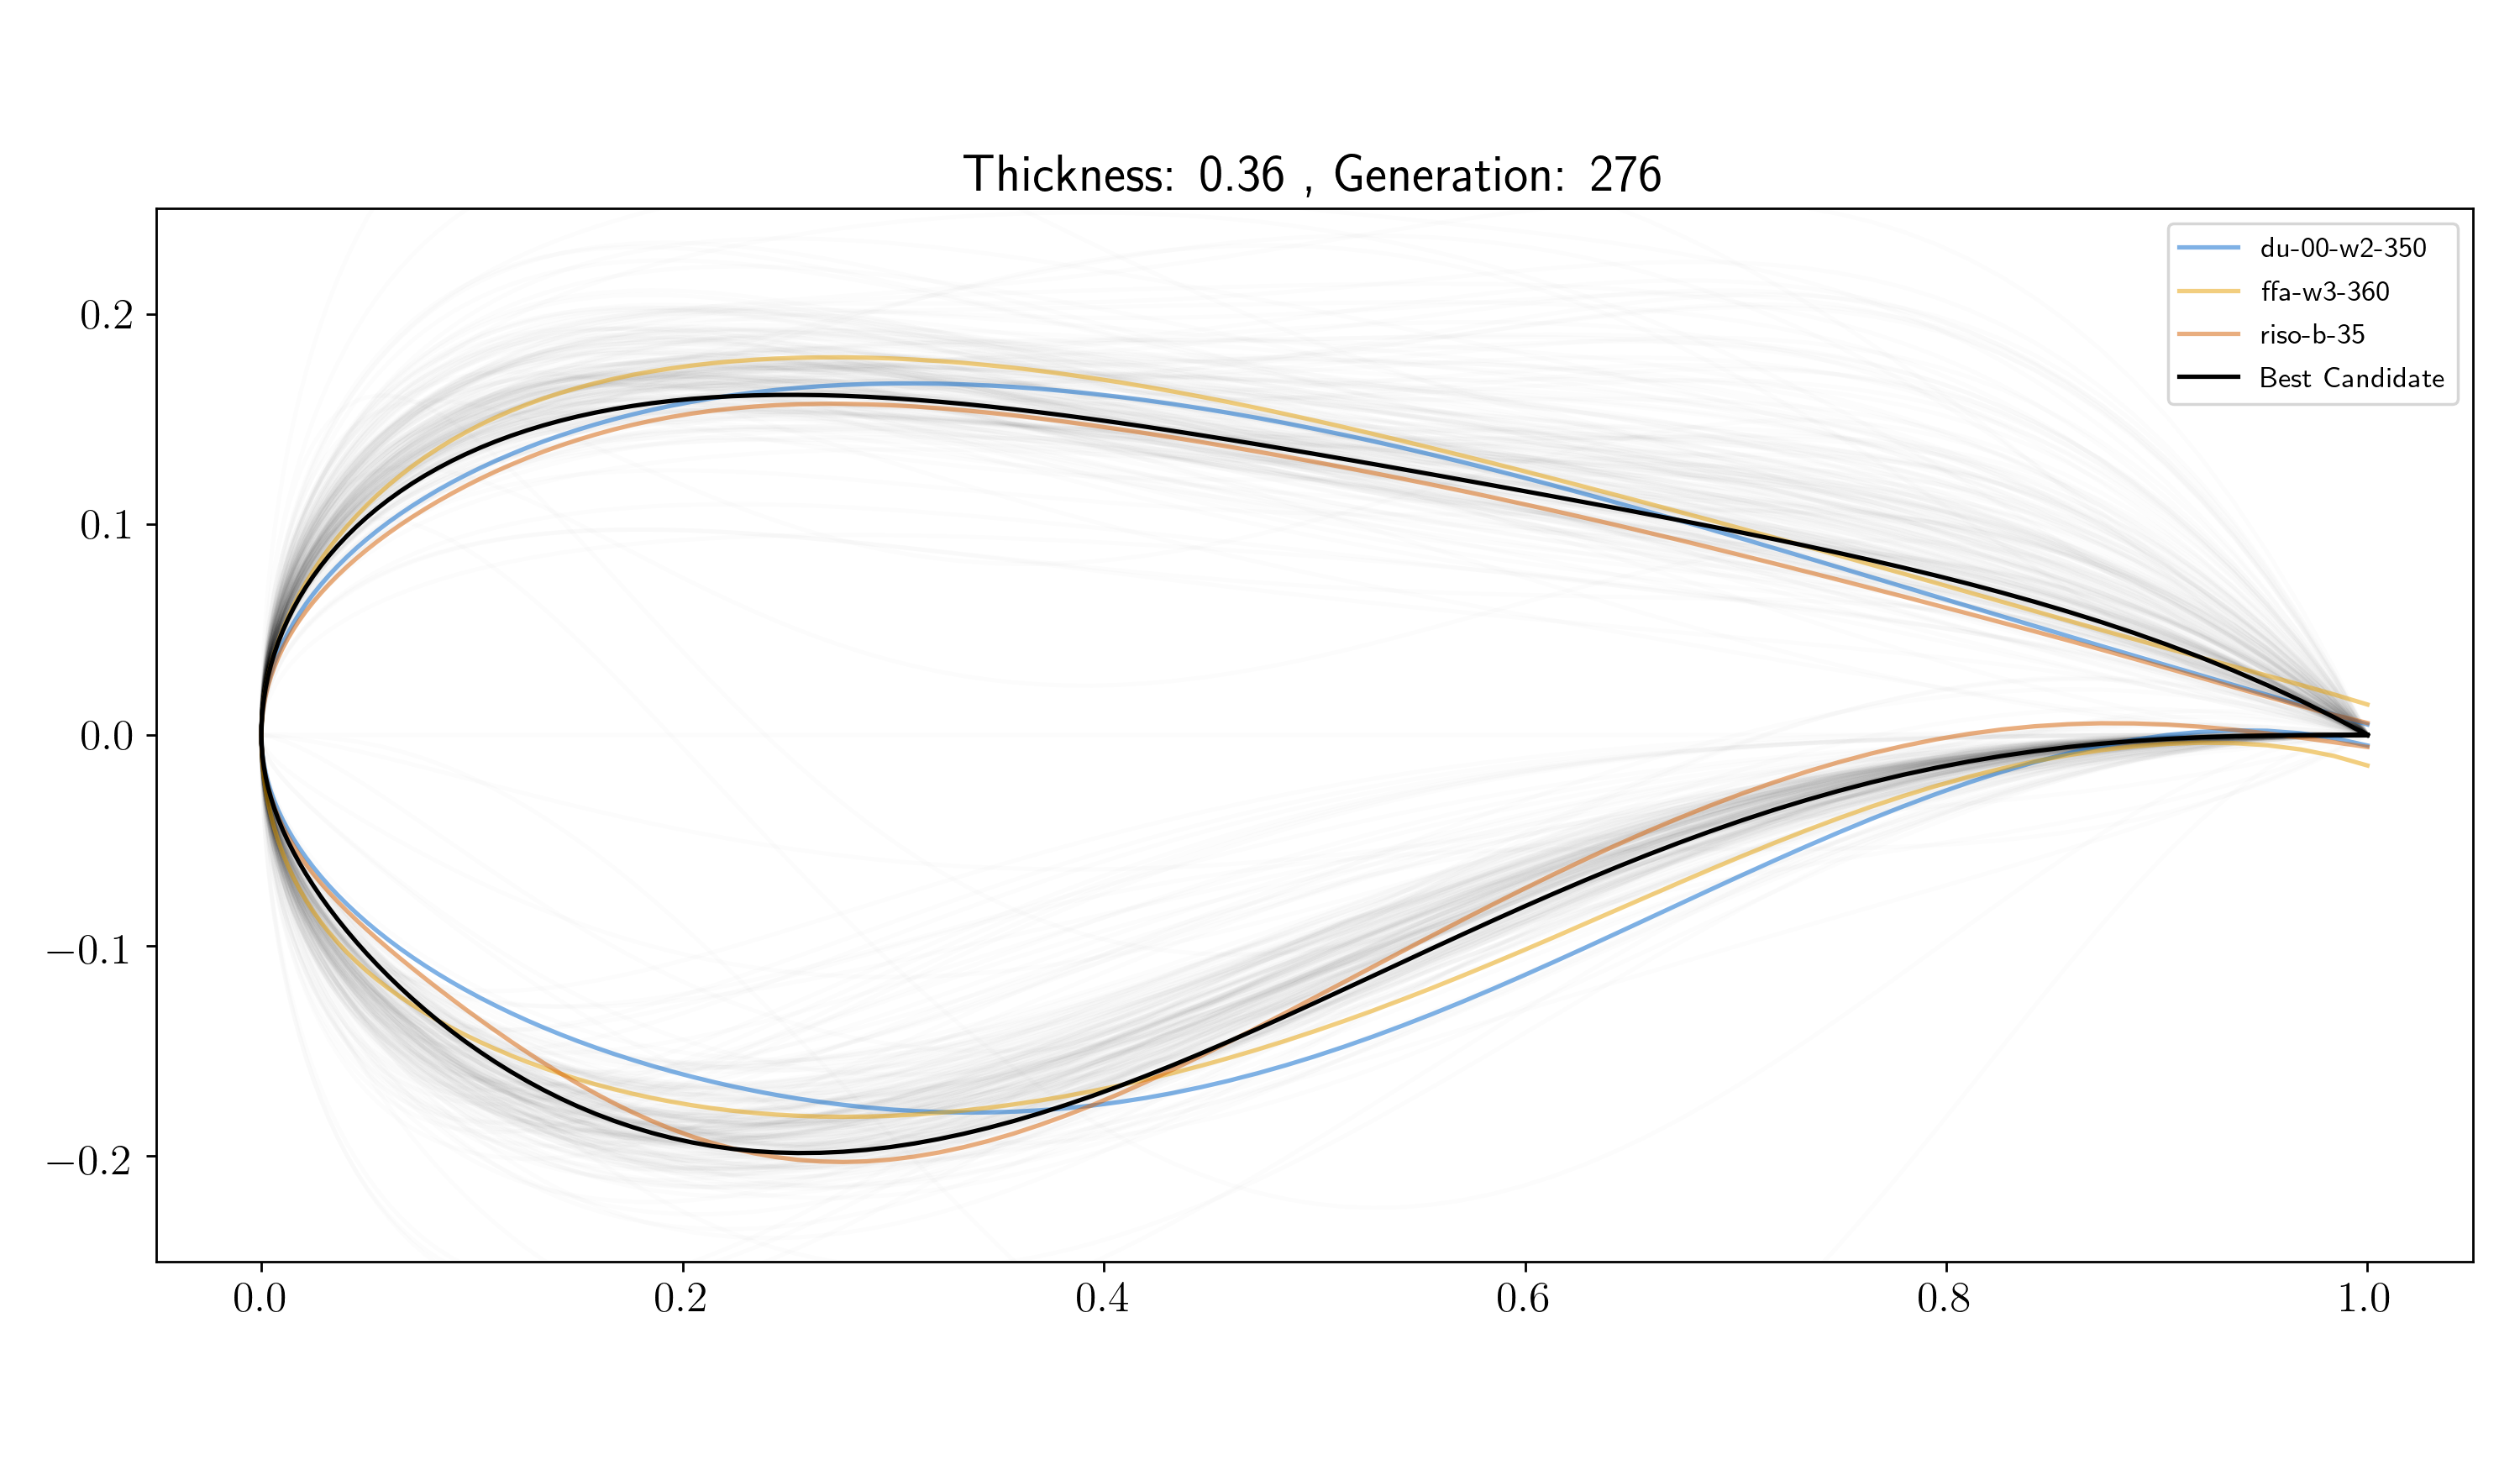 Thickness: 0.36 , Generation: 276
du-00-w2-350
ffa-w3-360
riso-b-35
Best Candidate
0.2
0.1
0.0
−0.1
−0.2
0.0 0.2 0.4 0.6 0.8 1.0